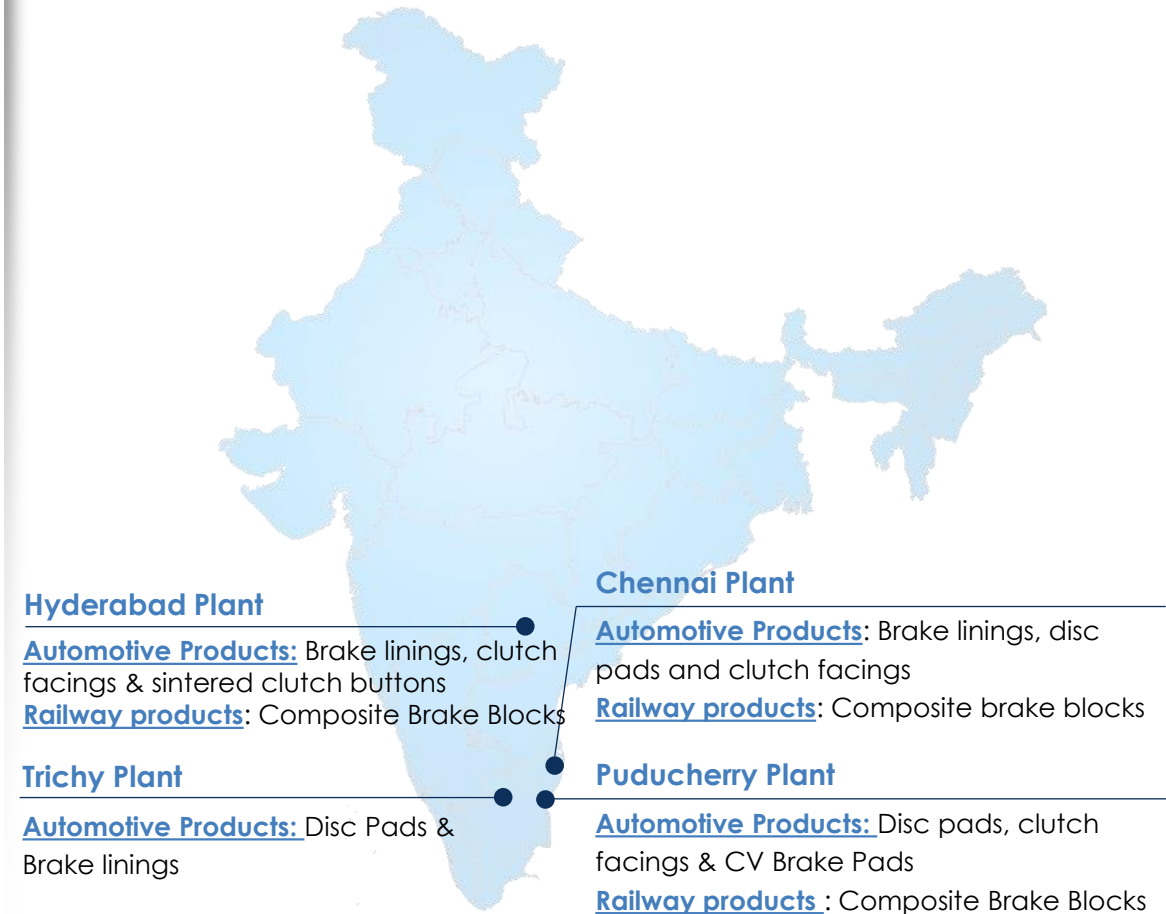 Hyderabad Plant
Automotive Products: Brake linings, clutch
facings & sintered clutch buttons
Railway products: Composite Brake Blocks
Trichy Plant
Automotive Products: Disc Pads &
Brake linings
Chennai Plant
Automotive Products: Brake linings, disc
pads and clutch facings
Railway products: Composite brake blocks
Puducherry Plant
Automotive Products: Disc pads, clutch
facings & CV Brake Pads
Railway products : Composite Brake Blocks